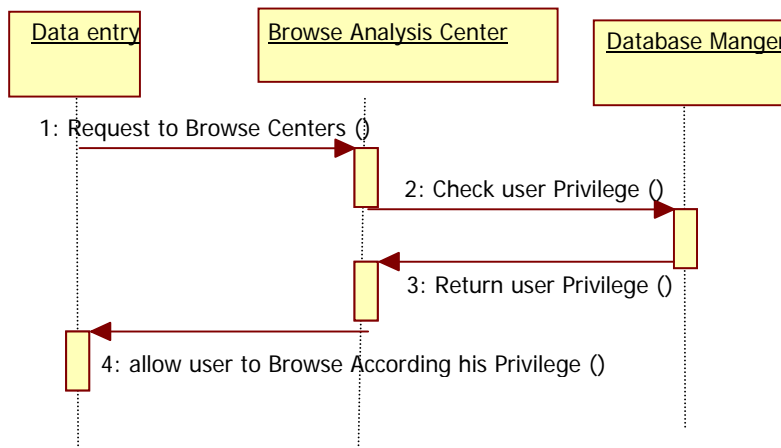 Data entry
Browse Analysis Center
Database Manger
1: Request to Browse Centers ()
2: Check user Privilege ()
3: Return user Privilege ()
4: allow user to Browse According his Privilege ()